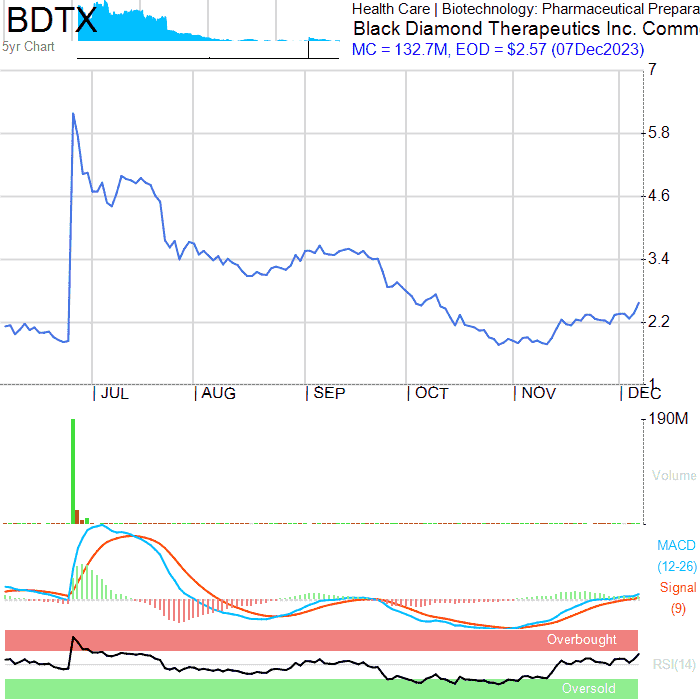 BDTX
5yr Chart
Health Care | Biotechnology: Pharmaceutical Prepara
Black Diamond Therapeutics Inc. Comm
MC = 132.7M, EOD = $2.57 (07Dec2023)
7
5.8
4.6
3.4
2.2
1
JUL AUG SEP OCT NOV DEC
190M
Volume
MACD
(12-26)
Signal
(9)
Overbought
RSI(14)
Oversold